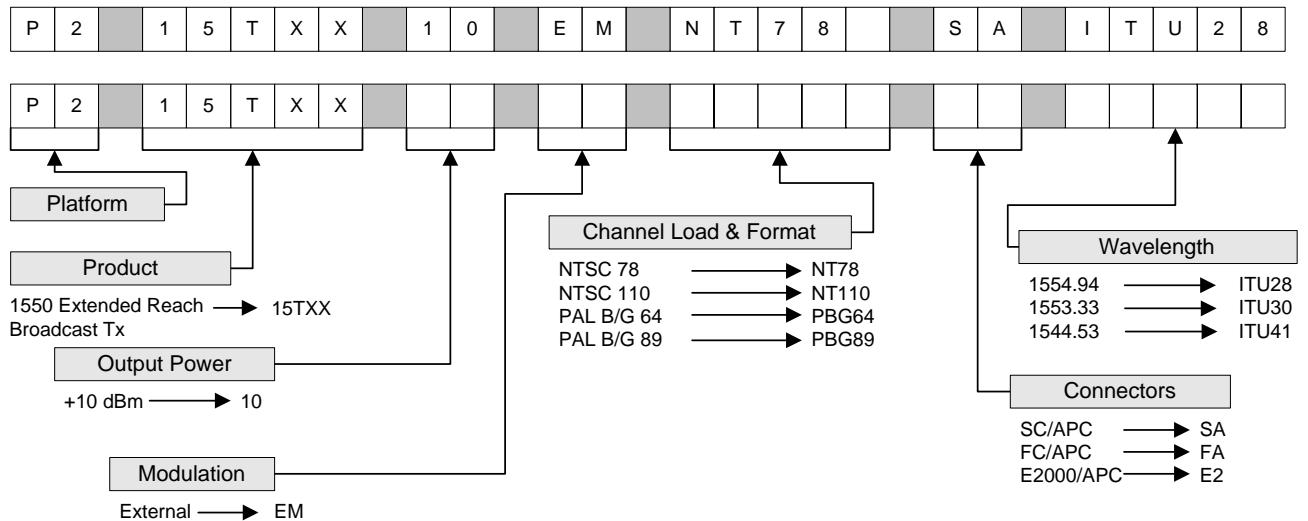 P 2 1 5 T X X 1 0 E M N T 7 8 S A I T U 2 8
P 2 1 5 T X X
Platform
Product
1550 Extended Reach 15TXX
Broadcast Tx
Output Power
+10 dBm 10
Modulation
External EM
Channel Load & Format
NTSC 78 NT78
NTSC 110 NT110
PAL B/G 64 PBG64
PAL B/G 89 PBG89
Wavelength
1554.94 ITU28
1553.33 ITU30
1544.53 ITU41
Connectors
SC/APC SA
FC/APC FA
E2000/APC E2